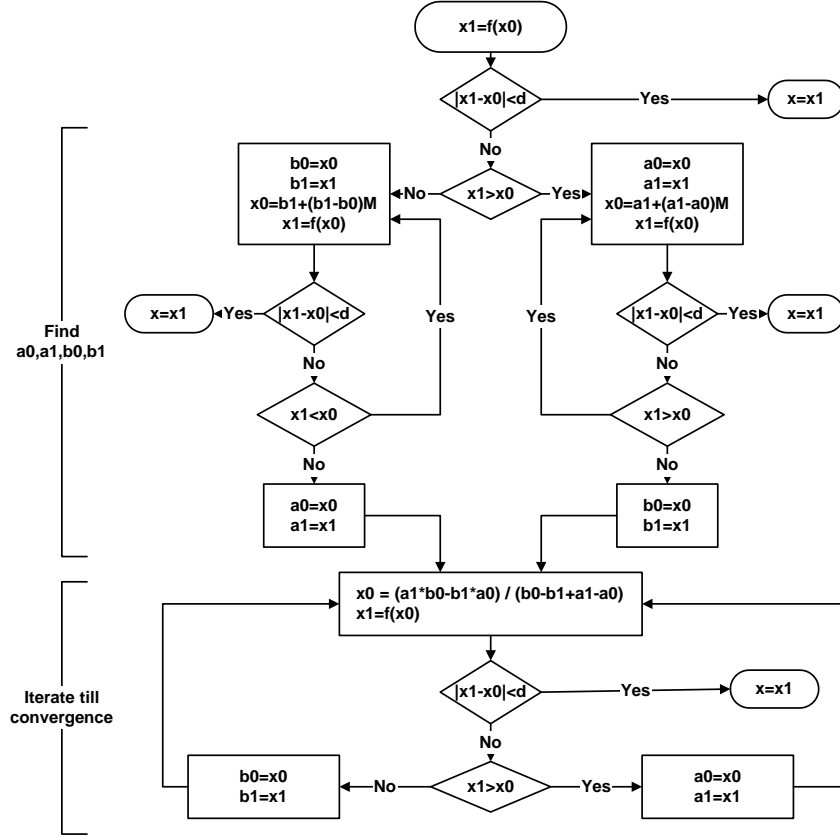 x1=f(x0)
|x1-x0|<d
Yes
x=x1
No
b0=x0
b1=x1
x0=b1+(b1-b0)M
x1=f(x0)
No
x1>x0
Yes
a0=x0
a1=x1
x0=a1+(a1-a0)M
x1=f(x0)
x=x1
Yes
|x1-x0|<d
Yes
Yes
|x1-x0|<d
Yes
x=x1
Find
a0,a1,b0,b1
No
No
x1<x0
x1>x0
No
No
a0=x0
a1=x1
b0=x0
b1=x1
x0 = (a1*b0-b1*a0) / (b0-b1+a1-a0)
x1=f(x0)
Iterate till
convergence
|x1-x0|<d
Yes
x=x1
No
b0=x0
b1=x1
No
x1>x0
Yes
a0=x0
a1=x1